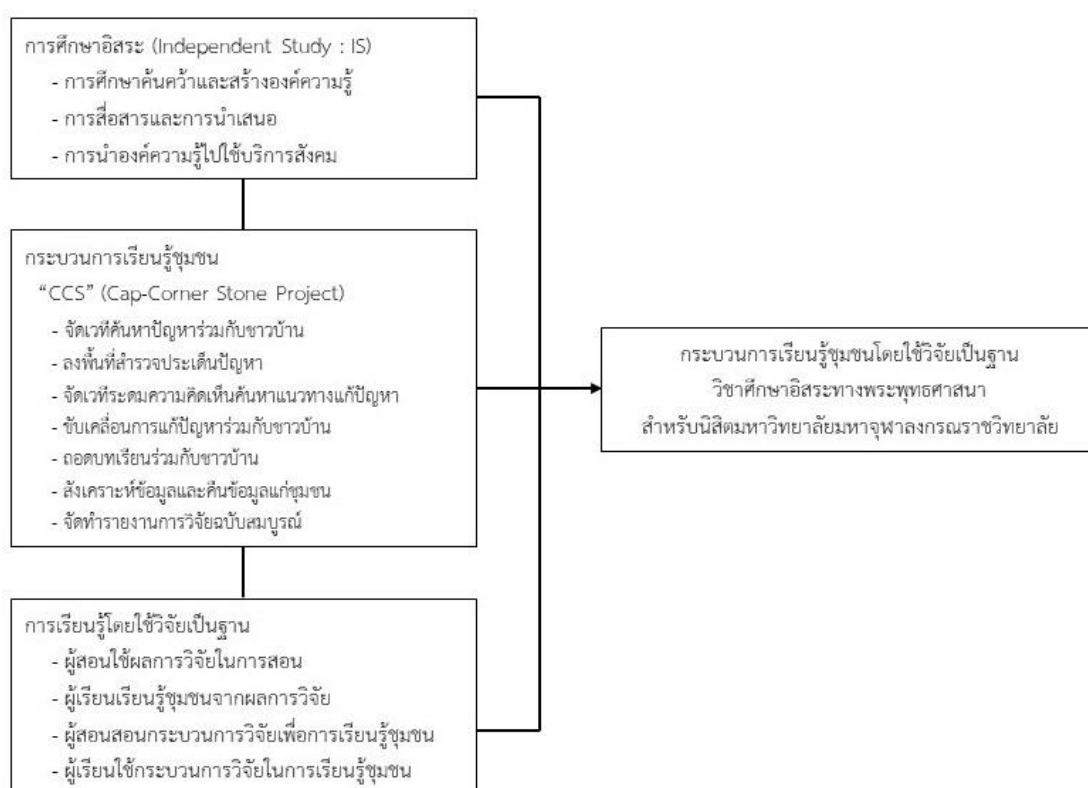 การศึกษาอิสระ (Independent Study : IS)
- การศึกษาค้นคว้าและสร้างองค์ความรู้
- การสื่อสารและการนำเสนอ
- การนำองค์ความรู้ไปใช้บริการสังคม
กระบวนการเรียนรู้ชุมชน
“CCS” (Cap-Corner Stone Project)
- จัดเวทีค้นหาปัญหาร่วมกับชาวบ้าน
- ลงพื้นที่สำรวจประเด็นปัญหา
- จัดเวทีระดมความคิดเห็นค้นหาแนวทางแก้ปัญหา
- ขับเคลื่อนการแก้ปัญหาร่วมกับชาวบ้าน
- ถอดบทเรียนร่วมกับชาวบ้าน
- สังเคราะห์ข้อมูลและคืนข้อมูลแก่ชุมชน
- จัดทำรายงานการวิจัยฉบับสมบูรณ์
การเรียนรู้โดยใช้วิจัยเป็นฐาน
- ผู้สอนใช้ผลการวิจัยในการสอน
- ผู้เรียนเรียนรู้ชุมชนจากผลการวิจัย
- ผู้สอนสอนกระบวนการวิจัยเพื่อการเรียนรู้ชุมชน
- ผู้เรียนใช้กระบวนการวิจัยในการเรียนรู้ชุมชน
กระบวนการเรียนรู้ชุมชนโดยใช้วิจัยเป็นฐาน
วิชาศึกษาอิสระทางพระพุทธศาสนา
สำหรับนิสิตมหาวิทยาลัยมหาจุฬาลงกรณราชวิทยาลัย